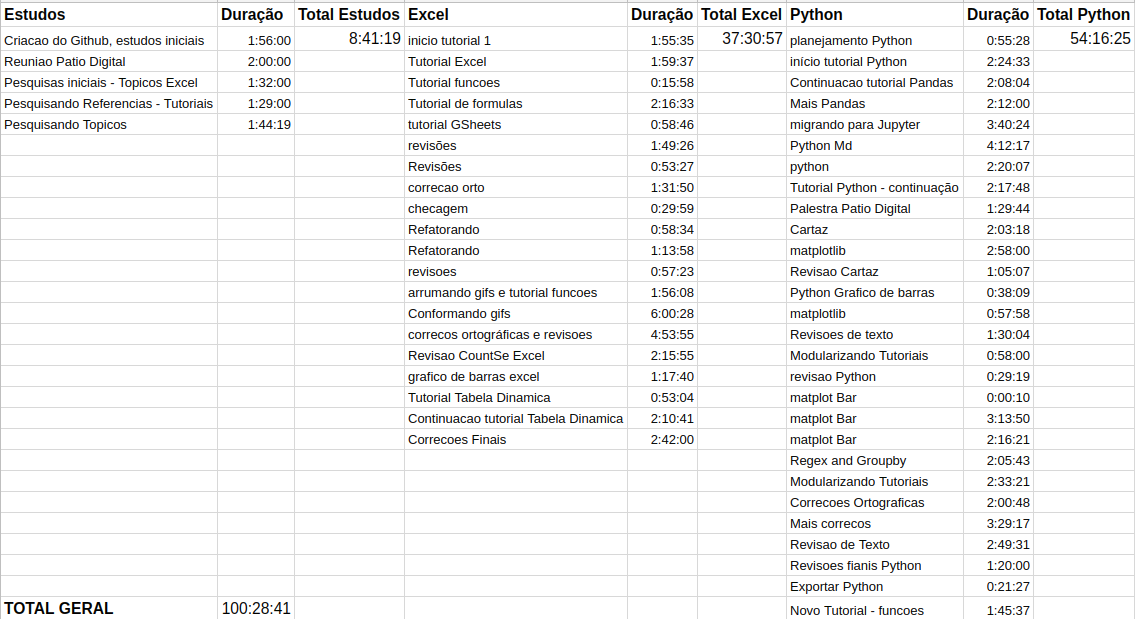 Estudos Duração Total Estudos Excel Duração Total Excel Python Duração Total Python
Criacao do Github, estudos iniciais 1:56:00 8:41:19 inicio tutorial 1 1:55:35 37:30:57 planejamento Python 0:55:28 54:16:25
Reuniao Patio Digital 2:00:00 Tutorial Excel 1:59:37 início tutorial Python 2:24:33
Pesquisas iniciais - Topicos Excel 1:32:00 Tutorial funcoes 0:15:58 Continuacao tutorial Pandas 2:08:04
Pesquisando Referencias - Tutoriais 1:29:00 Tutorial de formulas 2:16:33 Mais Pandas 2:12:00
Pesquisando Topicos 1:44:19 tutorial GSheets 0:58:46 migrando para Jupyter 3:40:24
revisões 1:49:26 Python Md 4:12:17
Revisões 0:53:27 python 2:20:07
correcao orto 1:31:50 Tutorial Python - continuação 2:17:48
checagem 0:29:59 Palestra Patio Digital 1:29:44
Refatorando 0:58:34 Cartaz 2:03:18
Refatorando 1:13:58 matplotlib 2:58:00
revisoes 0:57:23 Revisao Cartaz 1:05:07
arrumando gifs e tutorial funcoes 1:56:08 Python Grafico de barras 0:38:09
Conformando gifs 6:00:28 matplotlib 0:57:58
correcos ortográficas e revisoes 4:53:55 Revisoes de texto 1:30:04
Revisao CountSe Excel 2:15:55 Modularizando Tutoriais 0:58:00
grafico de barras excel 1:17:40 revisao Python 0:29:19
Tutorial Tabela Dinamica 0:53:04 matplot Bar 0:00:10
Continuacao tutorial Tabela Dinamica 2:10:41 matplot Bar 3:13:50
Correcoes Finais 2:42:00 matplot Bar 2:16:21
Regex and Groupby 2:05:43
Modularizando Tutoriais 2:33:21
Correcoes Ortograficas 2:00:48
Mais correcos 3:29:17
Revisao de Texto 2:49:31
Revisoes fianis Python 1:20:00
Exportar Python 0:21:27
TOTAL GERAL 100:28:41 Novo Tutorial - funcoes 1:45:37